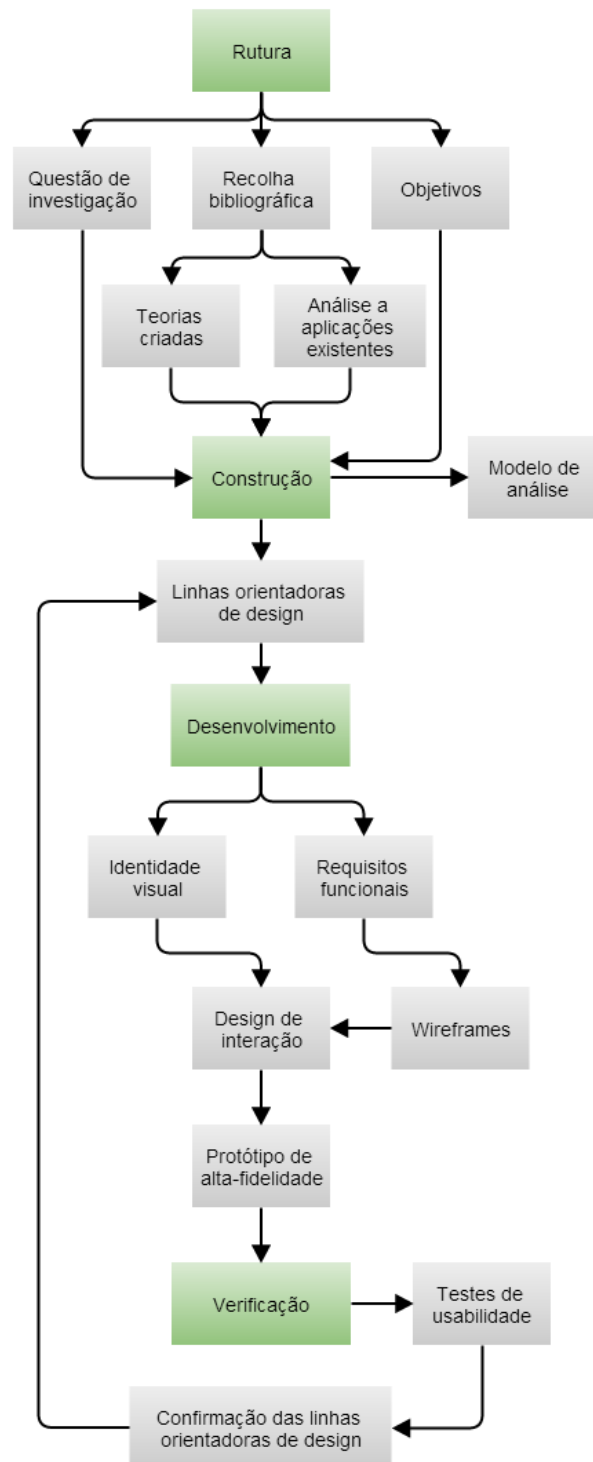 Rutura
Questão de
investigação
Recolha
bibliográfica
Objetivos
Teorias
criadas
Análise a
aplicações
existentes
Construção
Modelo de
análise
Linhas orientadoras
de design
Desenvolvimento
Identidade
visual
Requisitos
funcionais
Design de
interação
Wireframes
Protótipo de
alta-fidelidade
Verificação
Testes de
usabilidade
Confirmação das linhas
orientadoras de design